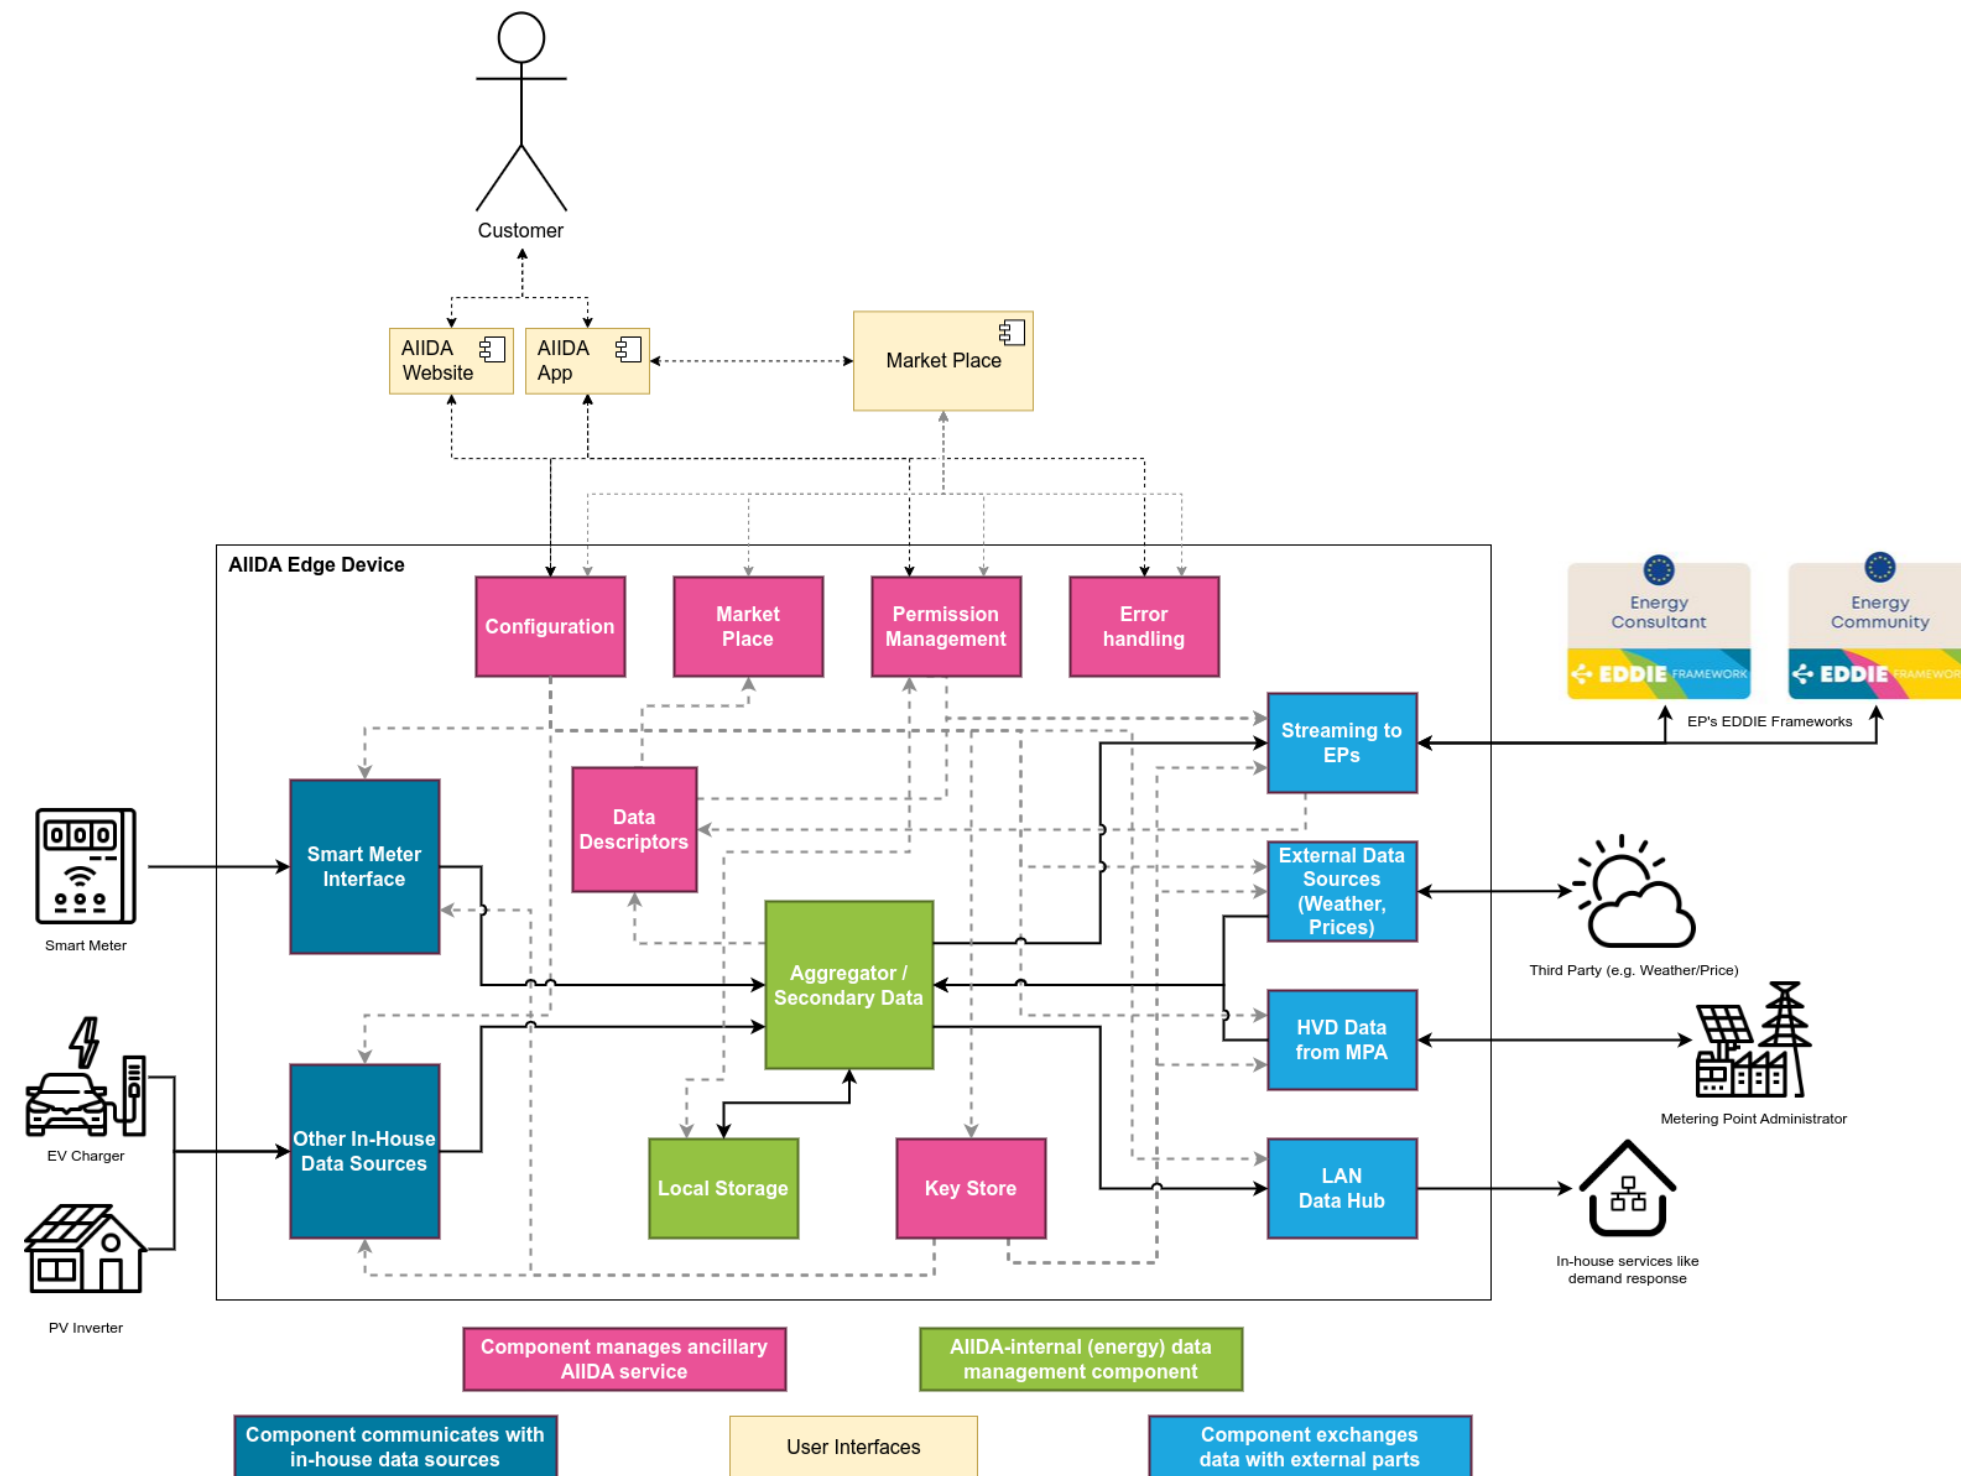 Customer
AIIDA
Website
AIIDA
App
Market Place
AIIDA Edge Device
Configuration
Market
Place
Permission
Management
Error
handling
Energy
Consultant
EDDIE FRAMEWORK
Energy
Community
EDDIE FRAMEWOR
EP's EDDIE Frameworks
Streaming to
EPs
Data
Descriptors
Smart Meter
Interface
Smart Meter
External Data
Sources
(Weather,
Prices)
Third Party (e.g. Weather/Price)
Aggregator /
Secondary Data
HVD Data
from MPA
Metering Point Administrator
EV Charger
Other In-House
Data Sources
Local Storage
Key Store
LAN
Data Hub
In-house services like
demand response
PV Inverter
Component manages ancillary
AIIDA service
AIIDA-internal (energy) data
management component
Component communicates with
in-house data sources
User Interfaces
Component exchanges
data with external parts